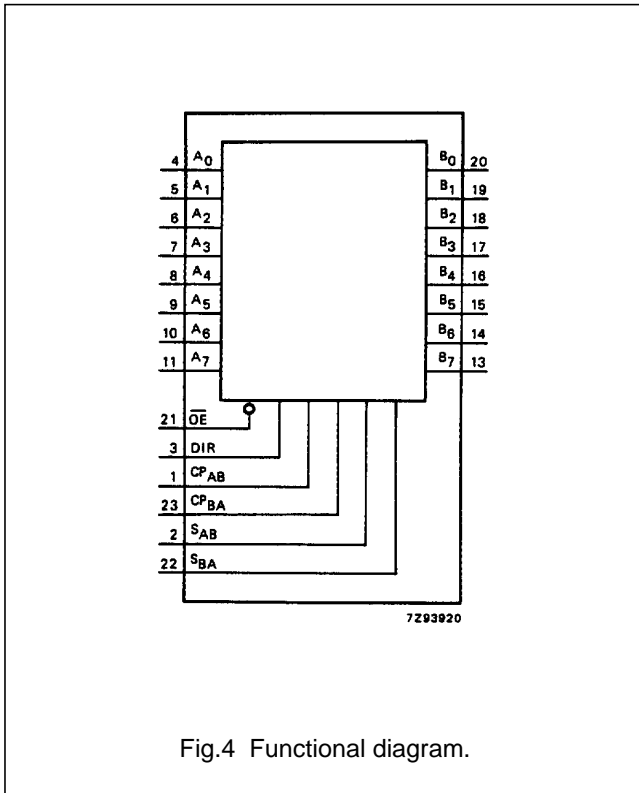 4 A0 B0 20
5 A1 B1 19
6 A2 B2 18
7 A3 B3 17
8 A4 B4 16
9 A5 B5 15
10 A6 B6 14
11 A7 B7 13
21 O̅E̅
3 DIR
1 CPAB
23 CPBA
2 SAB
22 SBA
7Z93920
Fig.4 Functional diagram.